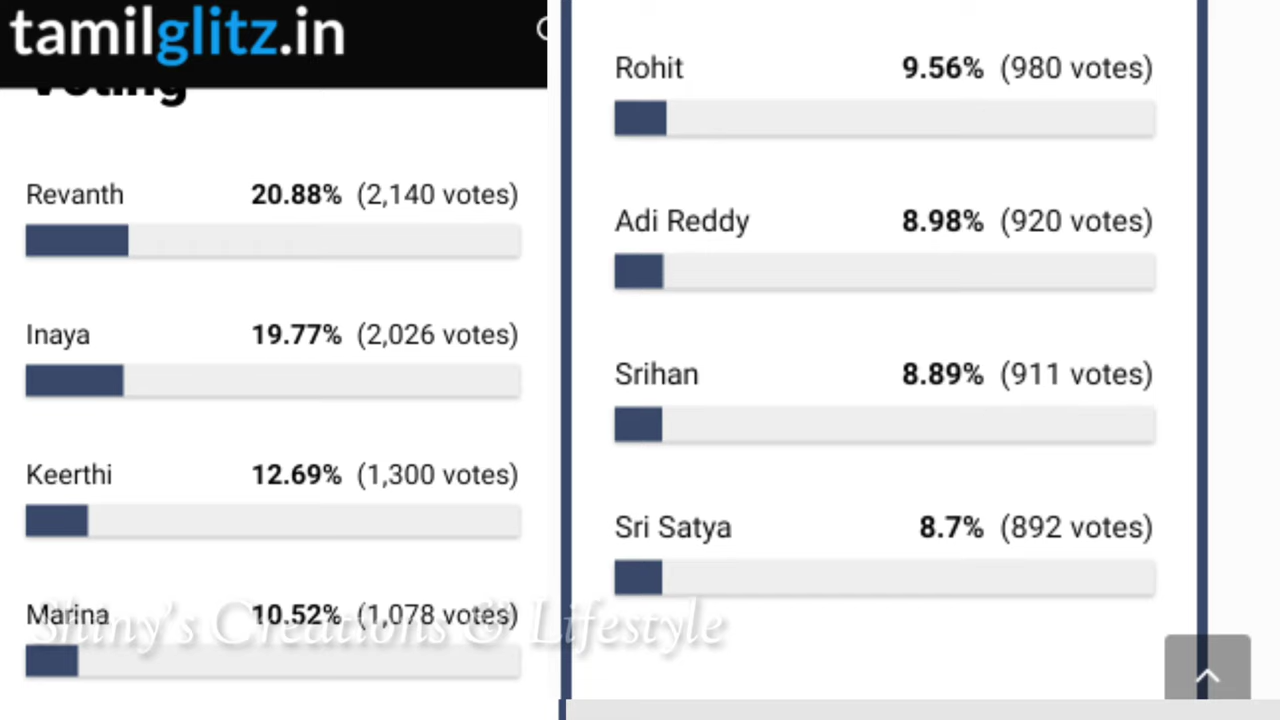 tamilglitz.in
Voting
Revanth 20.88% (2,140 votes)
Inaya 19.77% (2,026 votes)
Keerthi 12.69% (1,300 votes)
Marina 10.52% (1,078 votes)
Shiny's Creations & Lifestyle
Rohit 9.56% (980 votes)
Adi Reddy 8.98% (920 votes)
Srihan 8.89% (911 votes)
Sri Satya 8.7% (892 votes)